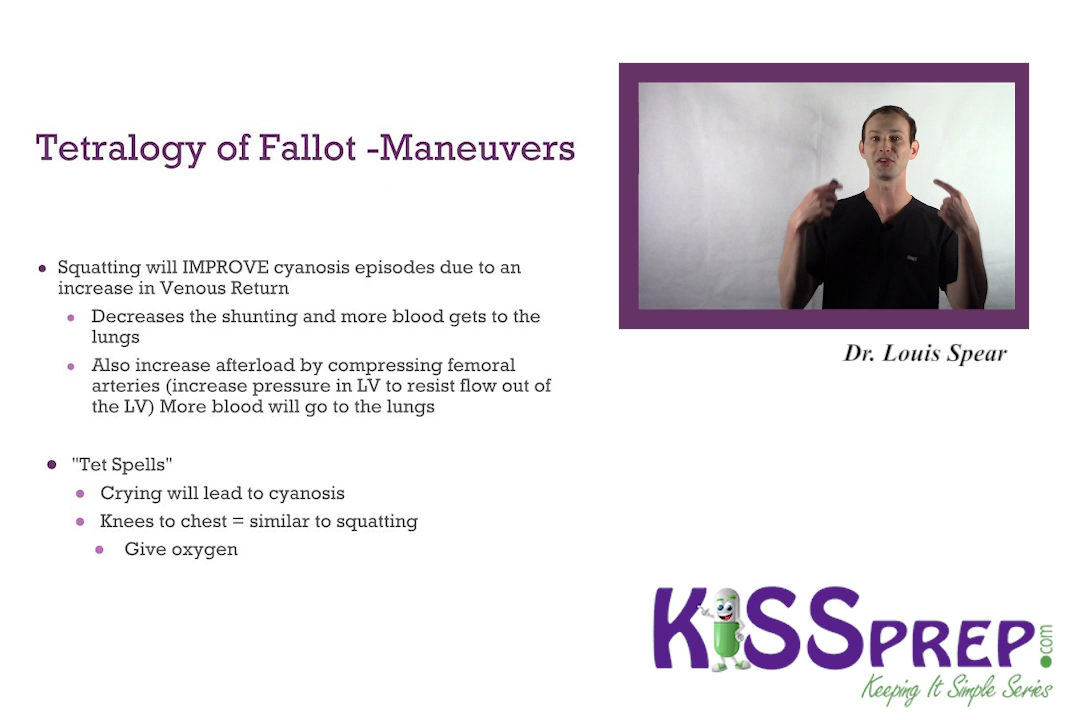 Tetralogy of Fallot -Maneuvers
Squatting will IMPROVE cyanosis episodes due to an
increase in Venous Return
Decreases the shunting and more blood gets to the
lungs
Also increase afterload by compressing femoral
arteries (increase pressure in LV to resist flow out of
the LV) More blood will go to the lungs
"Tet Spells"
Crying will lead to cyanosis
Knees to chest = similar to squatting
Give oxygen
Dr. Louis Spear
KiSSPREP.com
Keeping It Simple Series